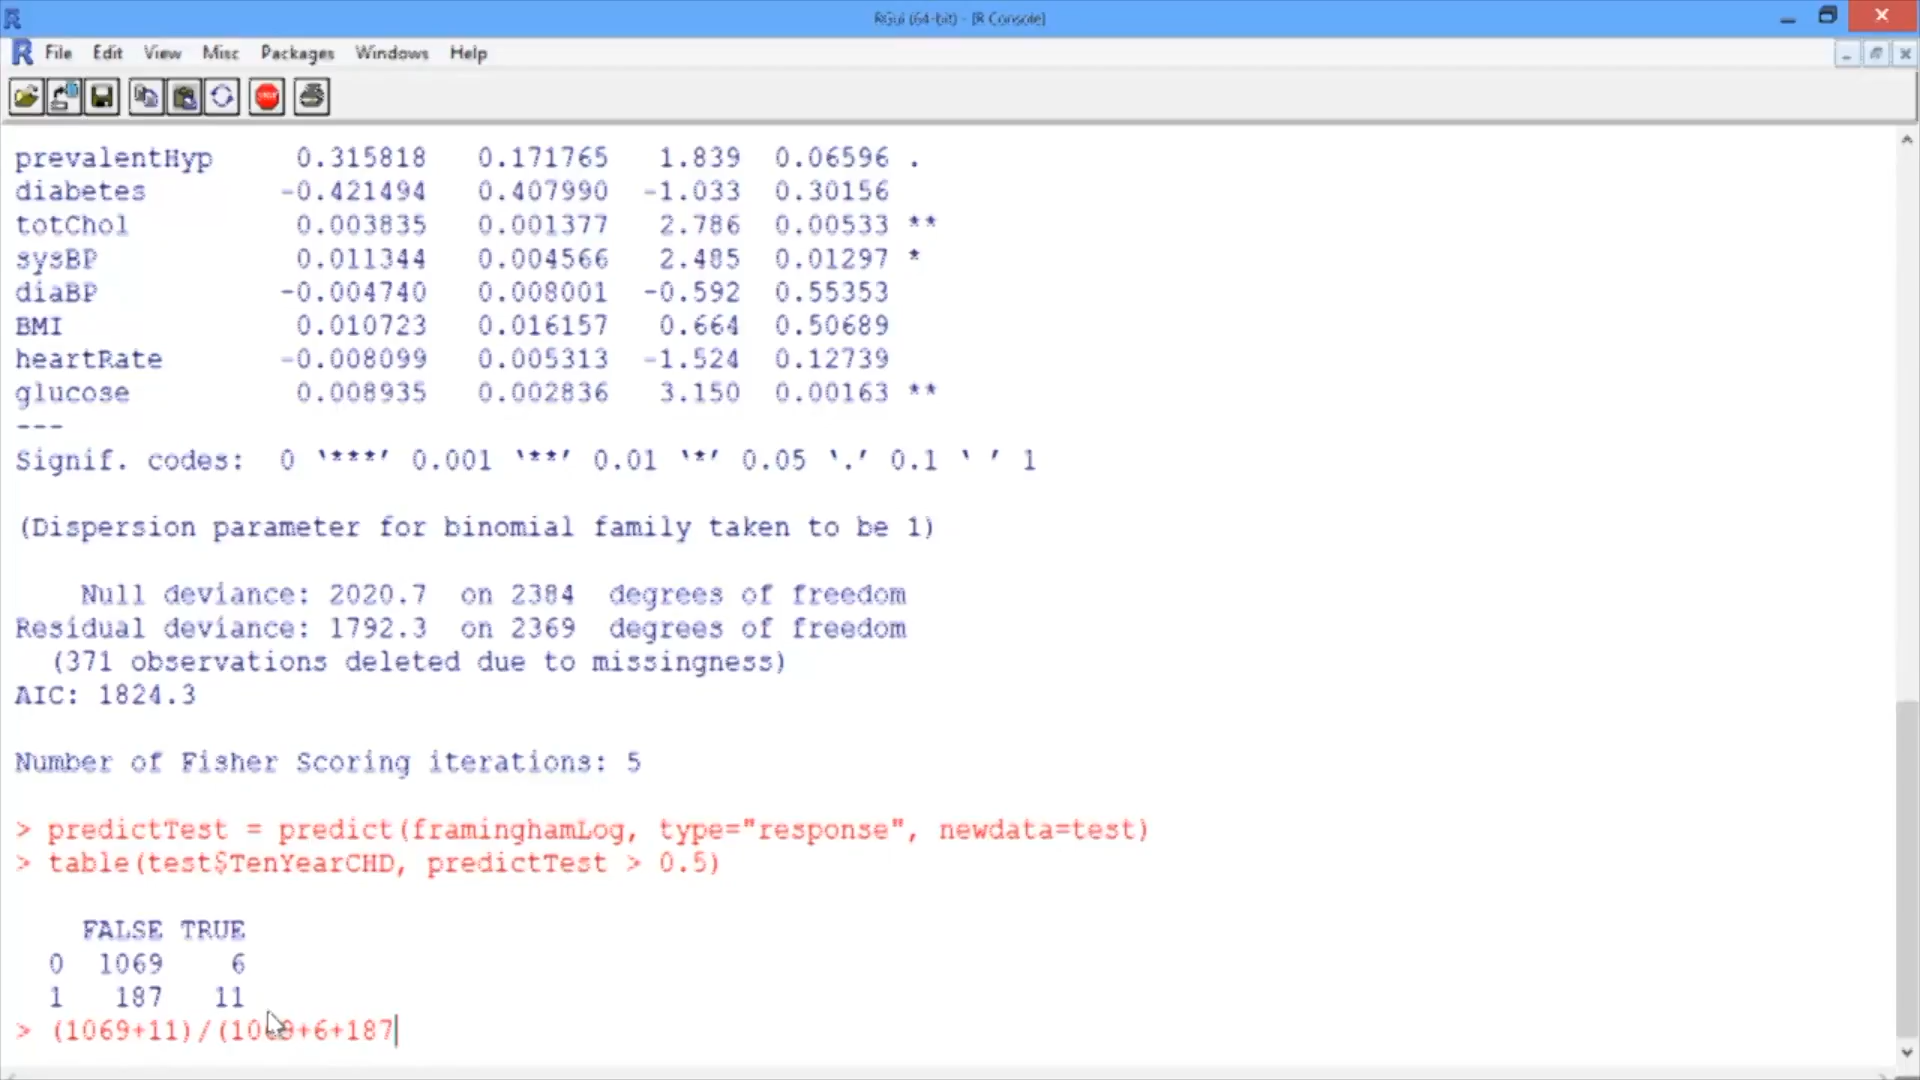 RGui (64-bit) - [R Console]
File Edit View Misc Packages Windows Help
STOP
prevalentHyp 0.315818 0.171765 1.839 0.06596 .
diabetes -0.421494 0.407990 -1.033 0.30156
totChol 0.003835 0.001377 2.786 0.00533 **
sysBP 0.011344 0.004566 2.485 0.01297 *
diaBP -0.004740 0.008001 -0.592 0.55353
BMI 0.010723 0.016157 0.664 0.50689
heartRate -0.008099 0.005313 -1.524 0.12739
glucose 0.008935 0.002836 3.150 0.00163 **
---
Signif. codes: 0 ‘***’ 0.001 ‘**’ 0.01 ‘*’ 0.05 ‘.’ 0.1 ‘ ’ 1
(Dispersion parameter for binomial family taken to be 1)
Null deviance: 2020.7 on 2384 degrees of freedom
Residual deviance: 1792.3 on 2369 degrees of freedom
(371 observations deleted due to missingness)
AIC: 1824.3
Number of Fisher Scoring iterations: 5
> predictTest = predict(framinghamLog, type="response", newdata=test)
> table(test$TenYearCHD, predictTest > 0.5)
FALSE TRUE
0 1069 6
1 187 11
> (1069+11)/(1069+6+187